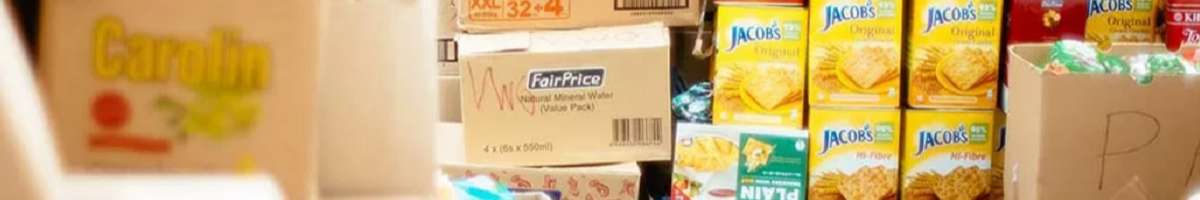 Carolin
XXL 32+4
FairPrice
Natural Mineral Water
(Value Pack)
4 x (6s x 550ml)
JACOB'S
Original
JACOB'S
Original
JACOB'S
Original
JACOB'S
Original
JACOB'S
Hi-Fibre
JACOB'S
Hi-Fibre
PLAIN
P